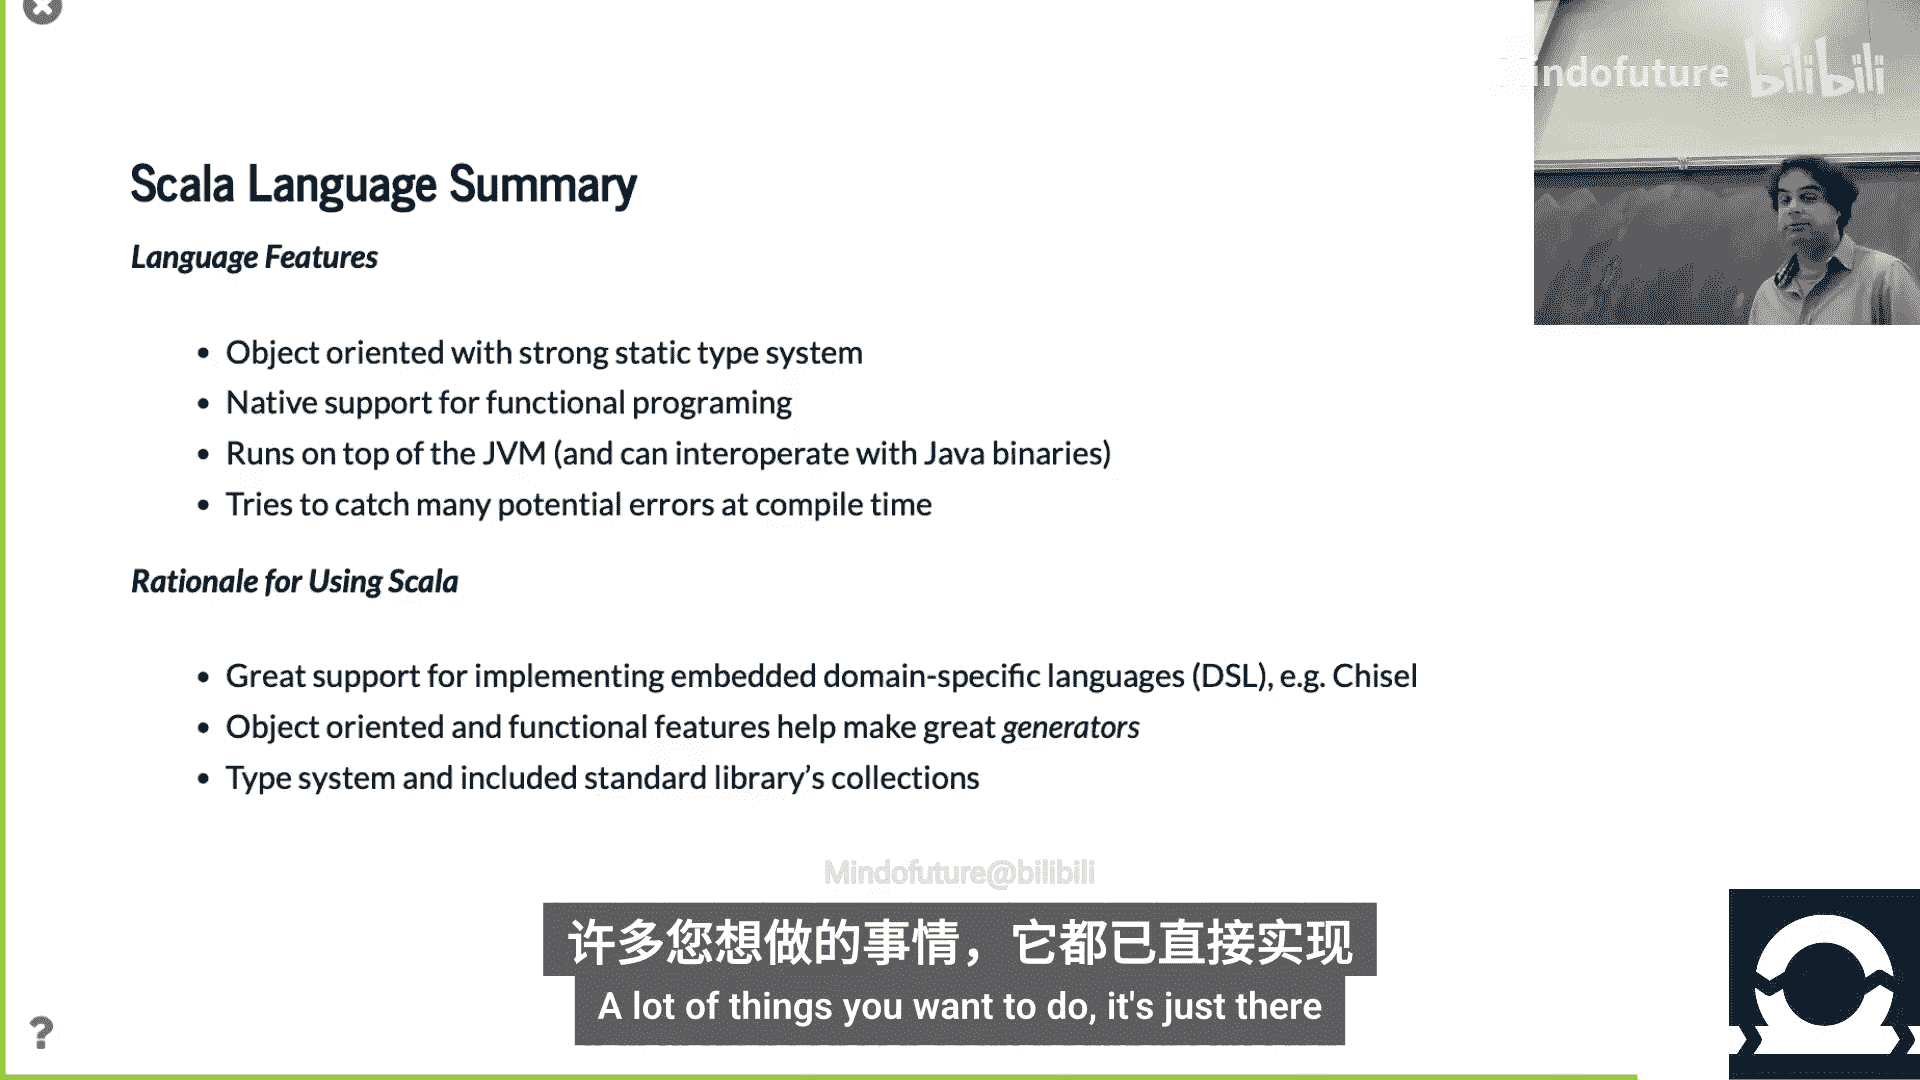 indofuture bilibili
Scala Language Summary
Language Features
• Object oriented with strong static type system
• Native support for functional programing
• Runs on top of the JVM (and can interoperate with Java binaries)
• Tries to catch many potential errors at compile time
Rationale for Using Scala
• Great support for implementing embedded domain-specific languages (DSL), e.g. Chisel
• Object oriented and functional features help make great generators
• Type system and included standard library’s collections
Mindofuture@bilibili
许多您想做的事情，它都已直接实现
A lot of things you want to do, it's just there
?